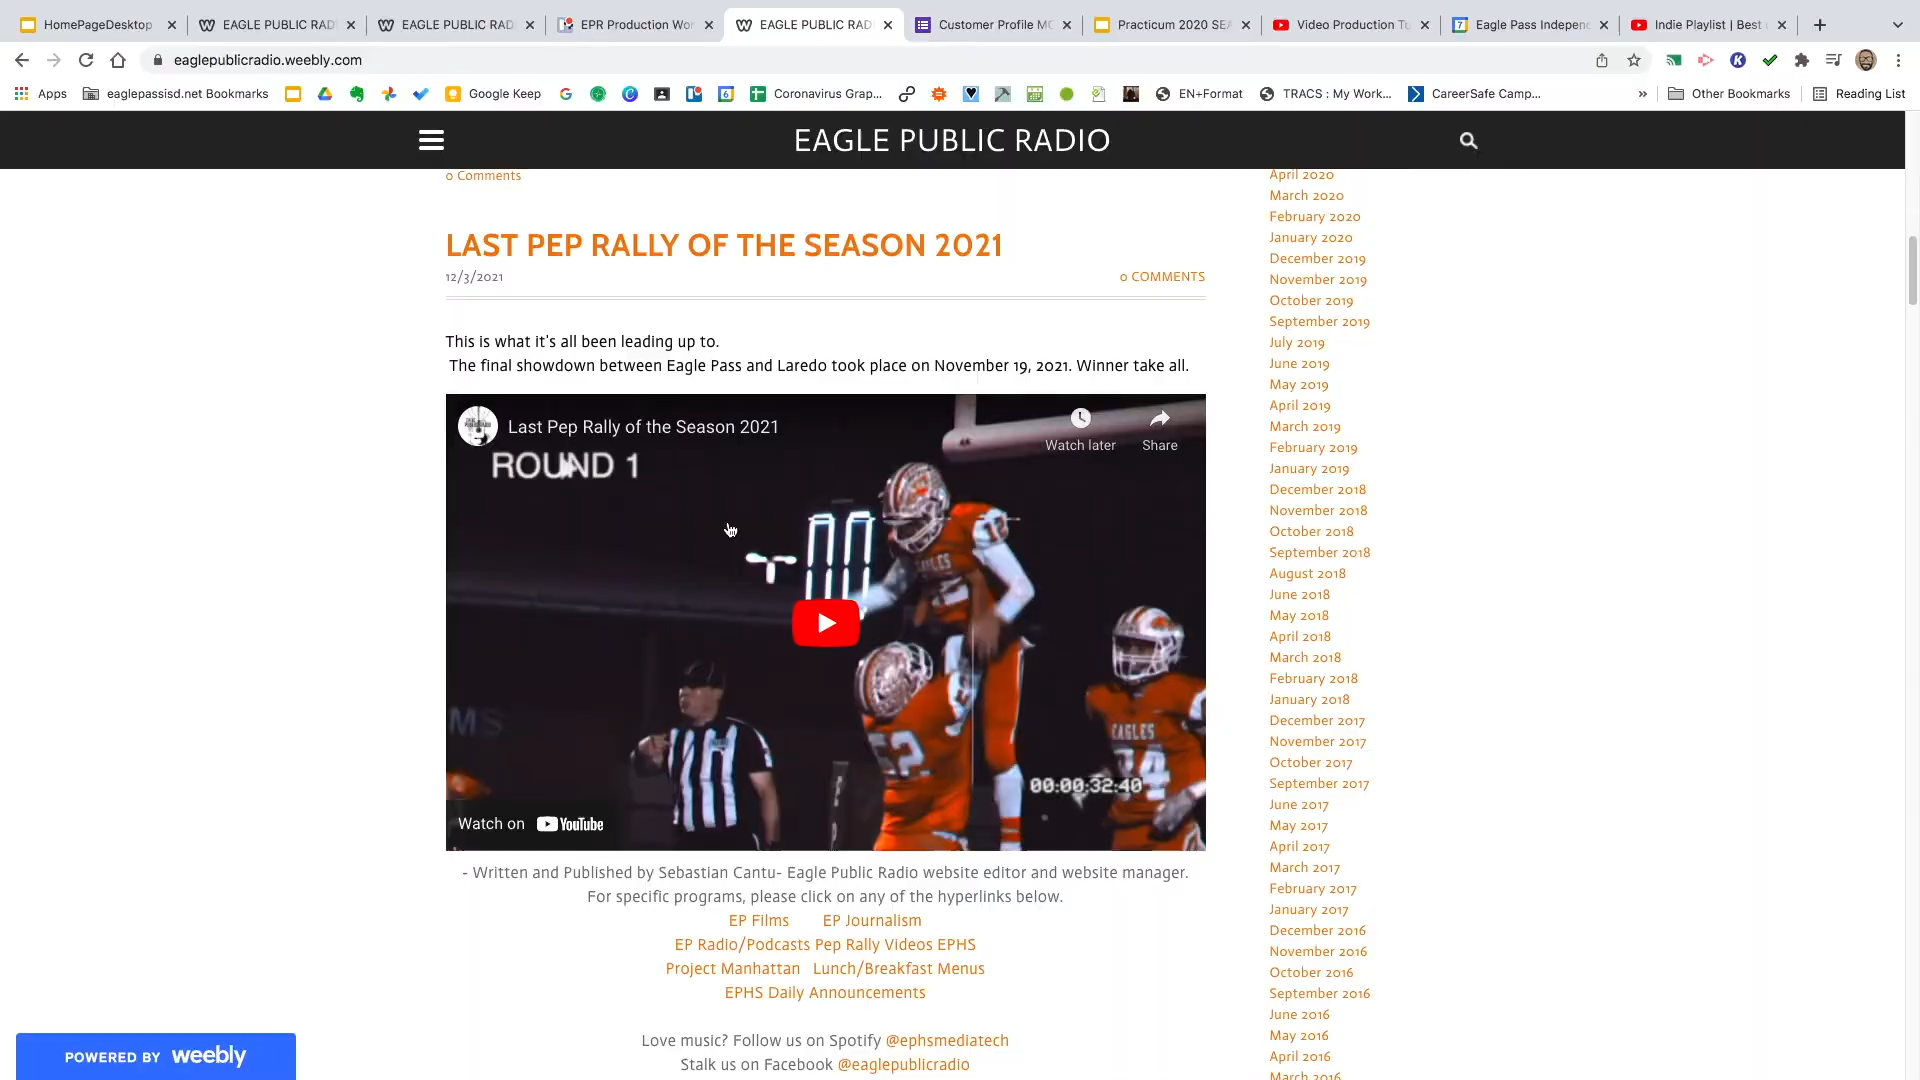 HomePageDesktop
EAGLE PUBLIC RAD
EAGLE PUBLIC RAD
EPR Production Wor
EAGLE PUBLIC RAD
Customer Profile MC
Practicum 2020 SEA
Video Production Tu
Eagle Pass Indepen
Indie Playlist | Best
eaglepublicradio.weebly.com
Apps
eaglepassisd.net Bookmarks
Google Keep
Coronavirus Grap...
EN+Format
TRACS : My Work...
CareerSafe Camp...
Other Bookmarks
Reading List
EAGLE PUBLIC RADIO
0 Comments
LAST PEP RALLY OF THE SEASON 2021
12/3/2021
0 COMMENTS
This is what it's all been leading up to.
The final showdown between Eagle Pass and Laredo took place on November 19, 2021. Winner take all.
Last Pep Rally of the Season 2021
Watch later
Share
ROUND 1
EAGLES
52
EAGLES
00:00:32:40
Watch on YouTube
- Written and Published by Sebastian Cantu- Eagle Public Radio website editor and website manager.
For specific programs, please click on any of the hyperlinks below.
EP Films EP Journalism
EP Radio/Podcasts Pep Rally Videos EPHS
Project Manhattan Lunch/Breakfast Menus
EPHS Daily Announcements
Love music? Follow us on Spotify @ephsmediatech
Stalk us on Facebook @eaglepublicradio
April 2020
March 2020
February 2020
January 2020
December 2019
November 2019
October 2019
September 2019
July 2019
June 2019
May 2019
April 2019
March 2019
February 2019
January 2019
December 2018
November 2018
October 2018
September 2018
August 2018
June 2018
May 2018
April 2018
March 2018
February 2018
January 2018
December 2017
November 2017
October 2017
September 2017
June 2017
May 2017
April 2017
March 2017
February 2017
January 2017
December 2016
November 2016
October 2016
September 2016
June 2016
May 2016
April 2016
March 2016
POWERED BY weebly